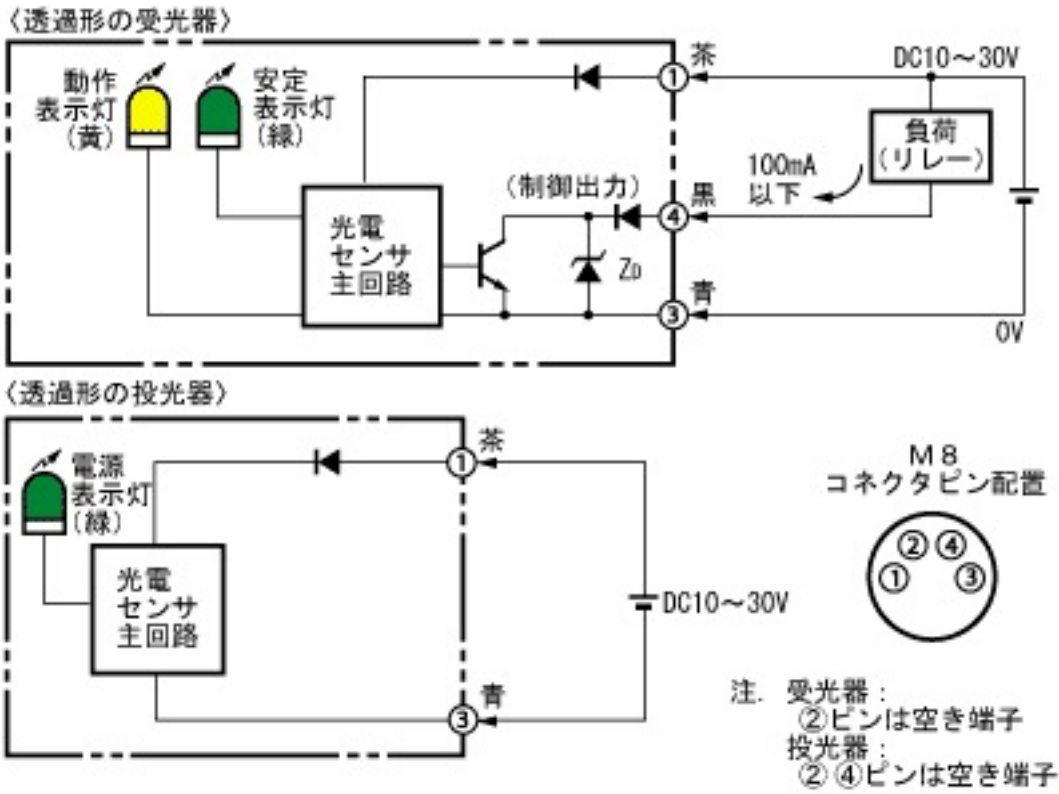 〈透過形の受光器〉
動作
表示灯
(黄)
安定
表示灯
(緑)
光電
センサ
主回路
(制御出力)
ZD
①
茶
④
黒
③
青
100mA
以下
DC10〜30V
負荷
(リレー)
0V
〈透過形の投光器〉
電源
表示灯
(緑)
光電
センサ
主回路
①
茶
③
青
DC10〜30V
M8
コネクタピン配置
② ④
① ③
注. 受光器:
②ピンは空き端子
投光器:
② ④ピンは空き端子